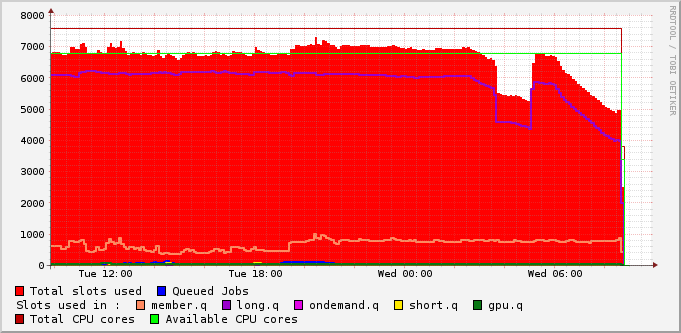 8000
7000
6000
5000
4000
3000
2000
1000
0
Tue 12:00 Tue 18:00 Wed 00:00 Wed 06:00
Total slots used Queued Jobs
Slots used in : member.q long.q ondemand.q short.q gpu.q
Total CPU cores Available CPU cores
RRDTOOL / TOBI OETIKER